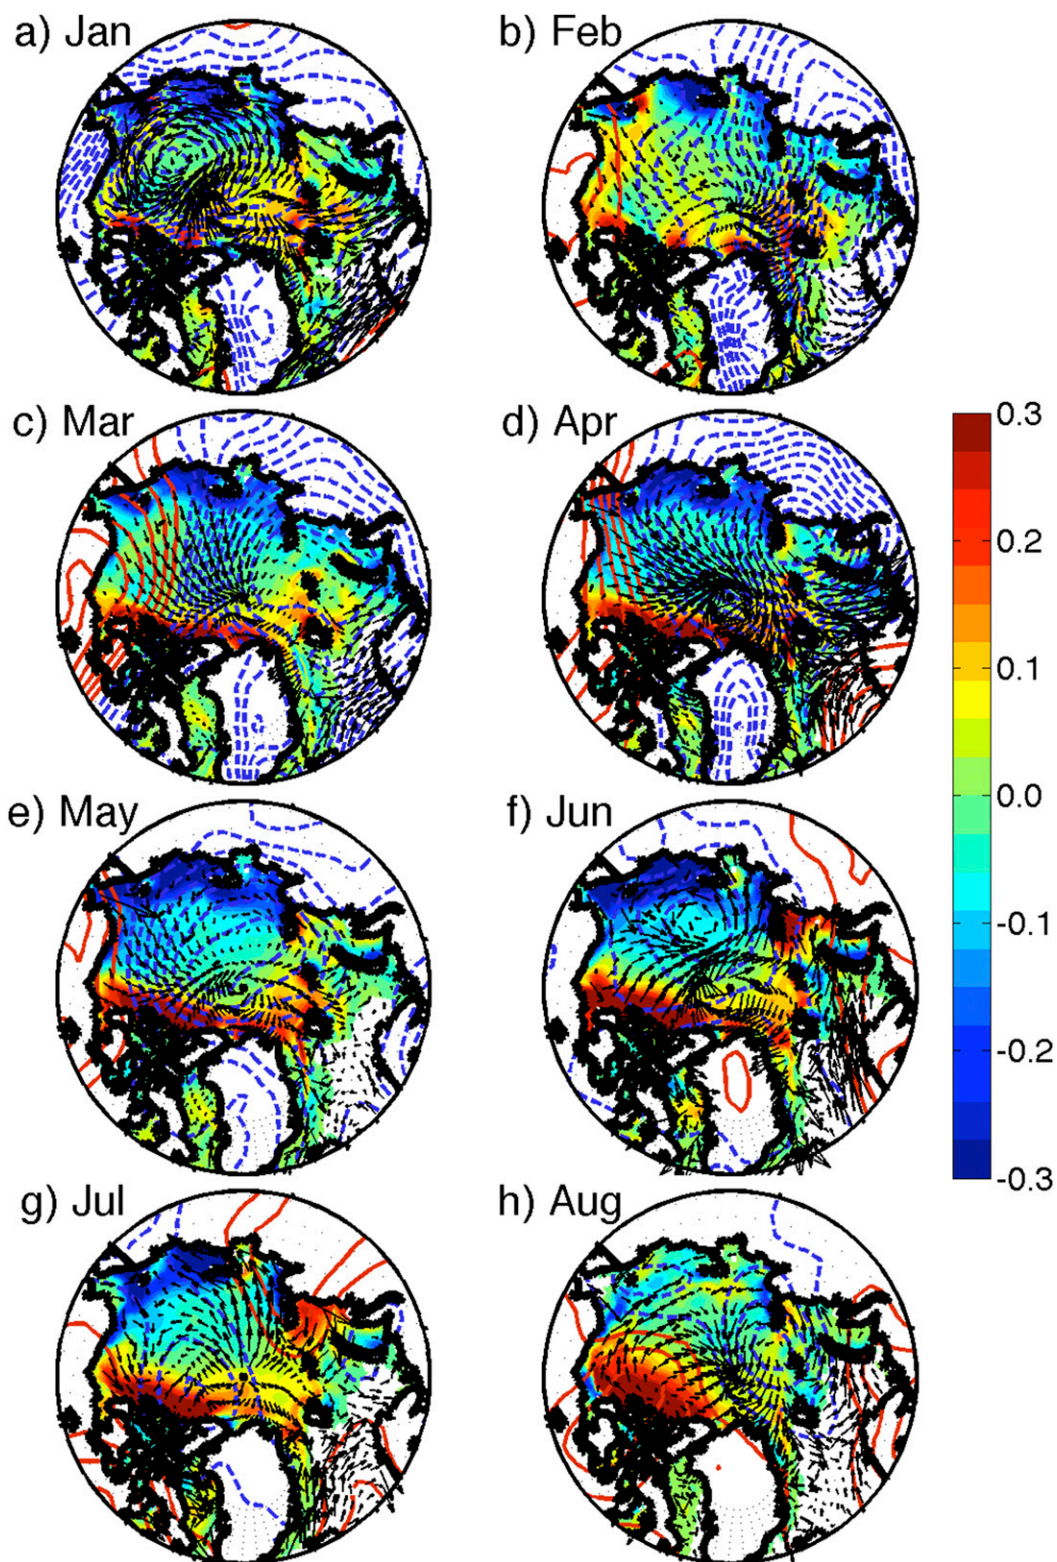 a) Jan
b) Feb
c) Mar
d) Apr
0.3
0.2
0.1
0.0
-0.1
-0.2
-0.3
e) May
f) Jun
g) Jul
h) Aug